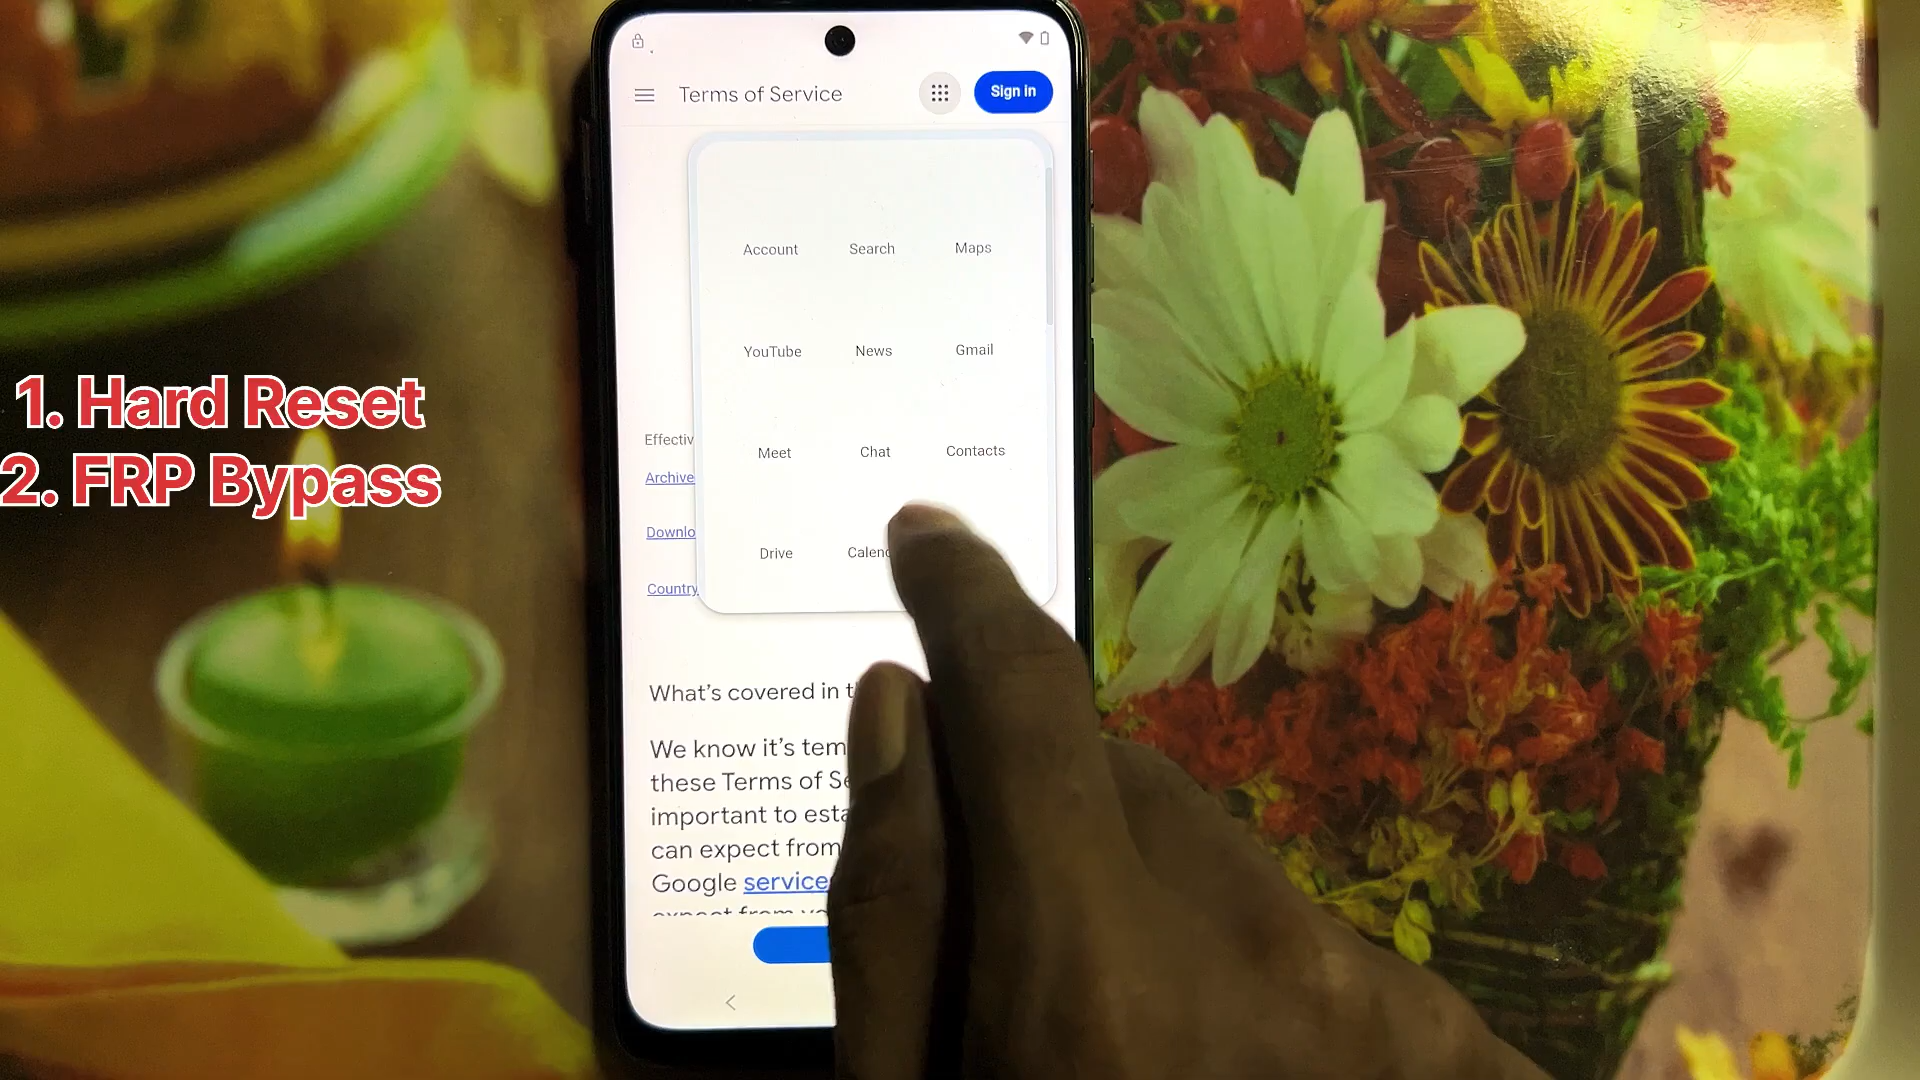 Terms of Service
Sign in
Account Search Maps
YouTube News Gmail
Meet Chat Contacts
Drive
Effectiv
Archive
Downlo
Country
1. Hard Reset
2. FRP Bypass
What's covered in
We know it's tem
these Terms of Se
important to esta
can expect from
Google service